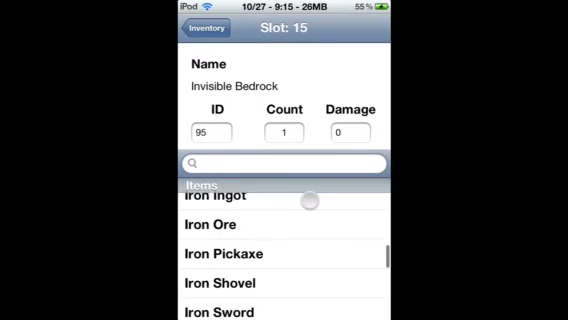 iPod 10/27 - 9:15 - 26MB 55 %
Inventory Slot: 15
Name
Invisible Bedrock
ID Count Damage
95 1 0
Items
Iron Ingot
Iron Ore
Iron Pickaxe
Iron Shovel
Iron Sword